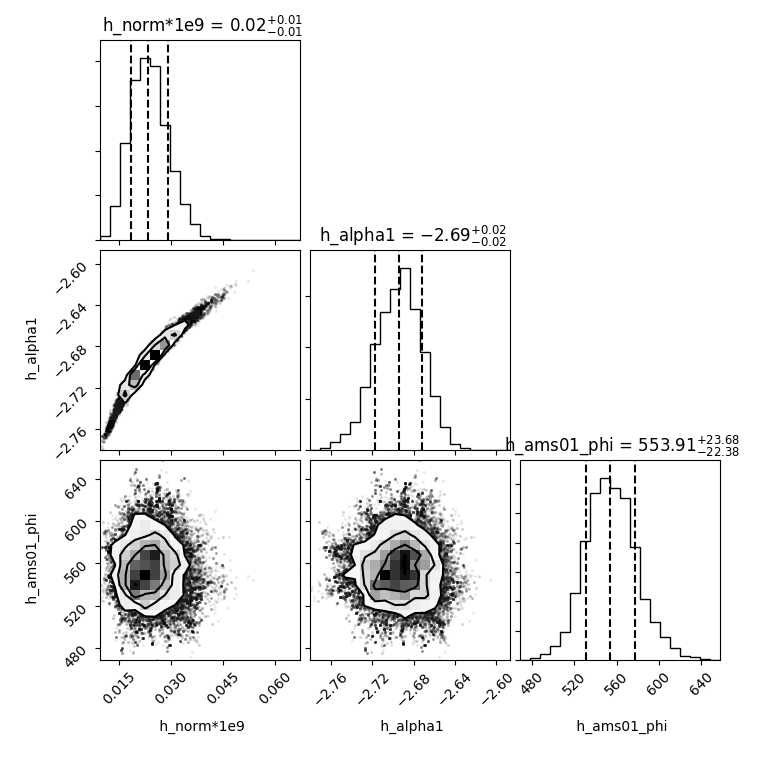 h_norm*1e9 = 0.02+0.01−0.01
h_alpha1 = −2.69+0.02−0.02
−2.60
−2.64
−2.68
−2.72
−2.76
h_alpha1
h_ams01_phi = 553.91+23.68−22.38
640
600
560
520
480
h_ams01_phi
0.015 0.030 0.045 0.060
−2.76 −2.72 −2.68 −2.64 −2.60
480 520 560 600 640
h_norm*1e9 h_alpha1 h_ams01_phi